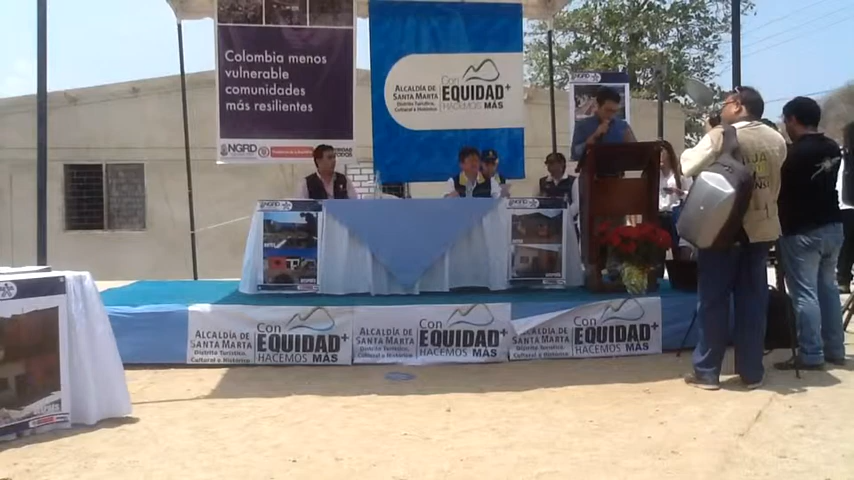 Colombia menos
vulnerable
comunidades
más resilientes
NGRD
ALCALDÍA DE
SANTA MARTA
Distrito Turístico,
Cultural e Histórico
Con
EQUIDAD+
HACEMOS MÁS
NGRD
NGRD
ALCALDÍA DE
SANTA MARTA
Distrito Turístico,
Cultural e Histórico
Con
EQUIDAD+
HACEMOS MÁS
ALCALDÍA DE
SANTA MARTA
Distrito Turístico,
Cultural e Histórico
Con
EQUIDAD+
HACEMOS MÁS
ALCALDÍA DE
SANTA MARTA
Distrito Turístico,
Cultural e Histórico
Con
EQUIDAD+
HACEMOS MÁS